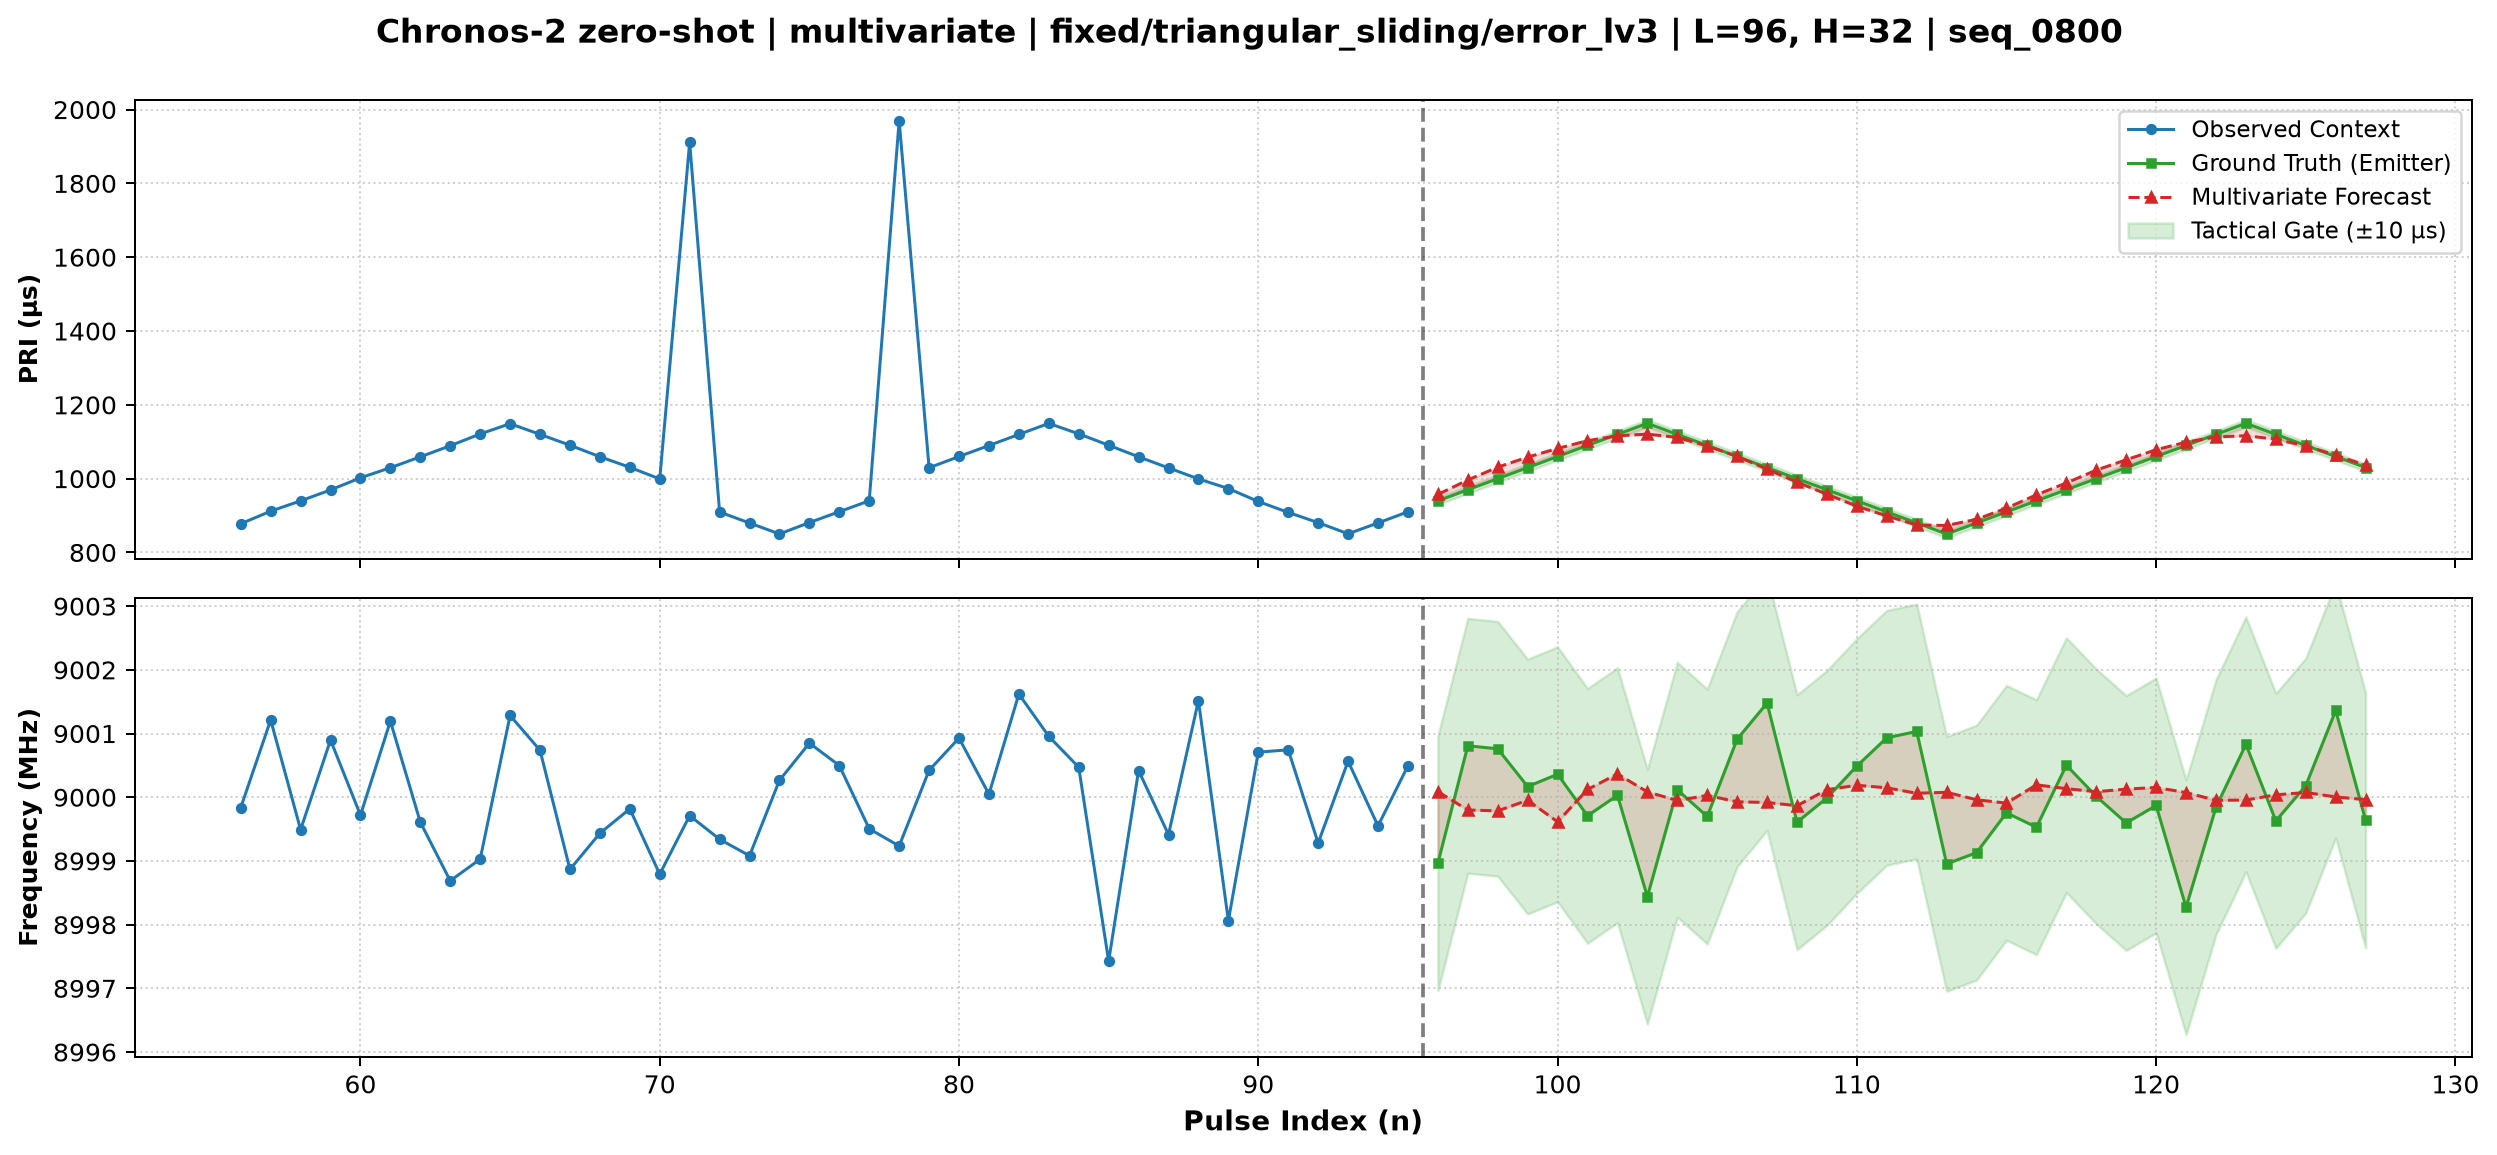 Chronos-2 zero-shot | multivariate | fixed/triangular_sliding/error_lv3 | L=96, H=32 | seq_0800
PRI (µs)
2000
1800
1600
1400
1200
1000
800
Observed Context
Ground Truth (Emitter)
Multivariate Forecast
Tactical Gate (±10 µs)
Frequency (MHz)
9003
9002
9001
9000
8999
8998
8997
8996
60
70
80
90
100
110
120
130
Pulse Index (n)